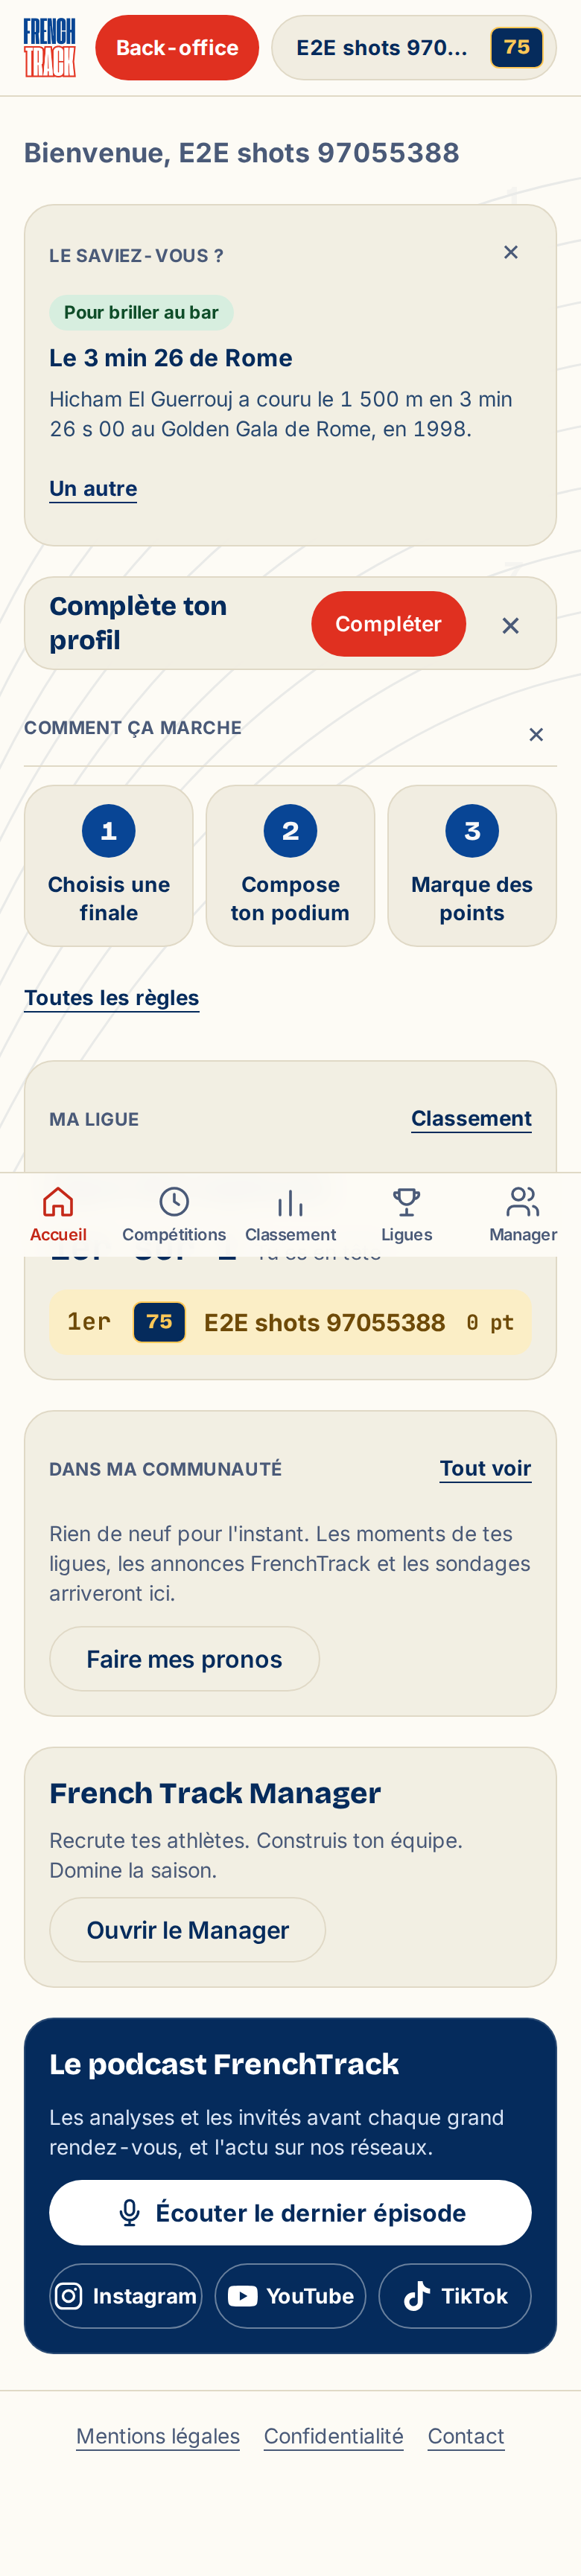 FRENCH
TRACK
Back-office
E2E shots 970...
75
Bienvenue, E2E shots 97055388
LE SAVIEZ-VOUS ?
Pour briller au bar
Le 3 min 26 de Rome
Hicham El Guerrouj a couru le 1 500 m en 3 min
26 s 00 au Golden Gala de Rome, en 1998.
Un autre
Complète ton
profil
Compléter
COMMENT ÇA MARCHE
1
Choisis une
finale
2
Compose
ton podium
3
Marque des
points
Toutes les règles
MA LIGUE
Classement
Accueil
Compétitions
Classement
Ligues
Manager
1er
75
E2E shots 97055388
0 pt
DANS MA COMMUNAUTÉ
Tout voir
Rien de neuf pour l'instant. Les moments de tes
ligues, les annonces FrenchTrack et les sondages
arriveront ici.
Faire mes pronos
French Track Manager
Recrute tes athlètes. Construis ton équipe.
Domine la saison.
Ouvrir le Manager
Le podcast FrenchTrack
Les analyses et les invités avant chaque grand
rendez-vous, et l'actu sur nos réseaux.
Écouter le dernier épisode
Instagram
YouTube
TikTok
Mentions légales
Confidentialité
Contact